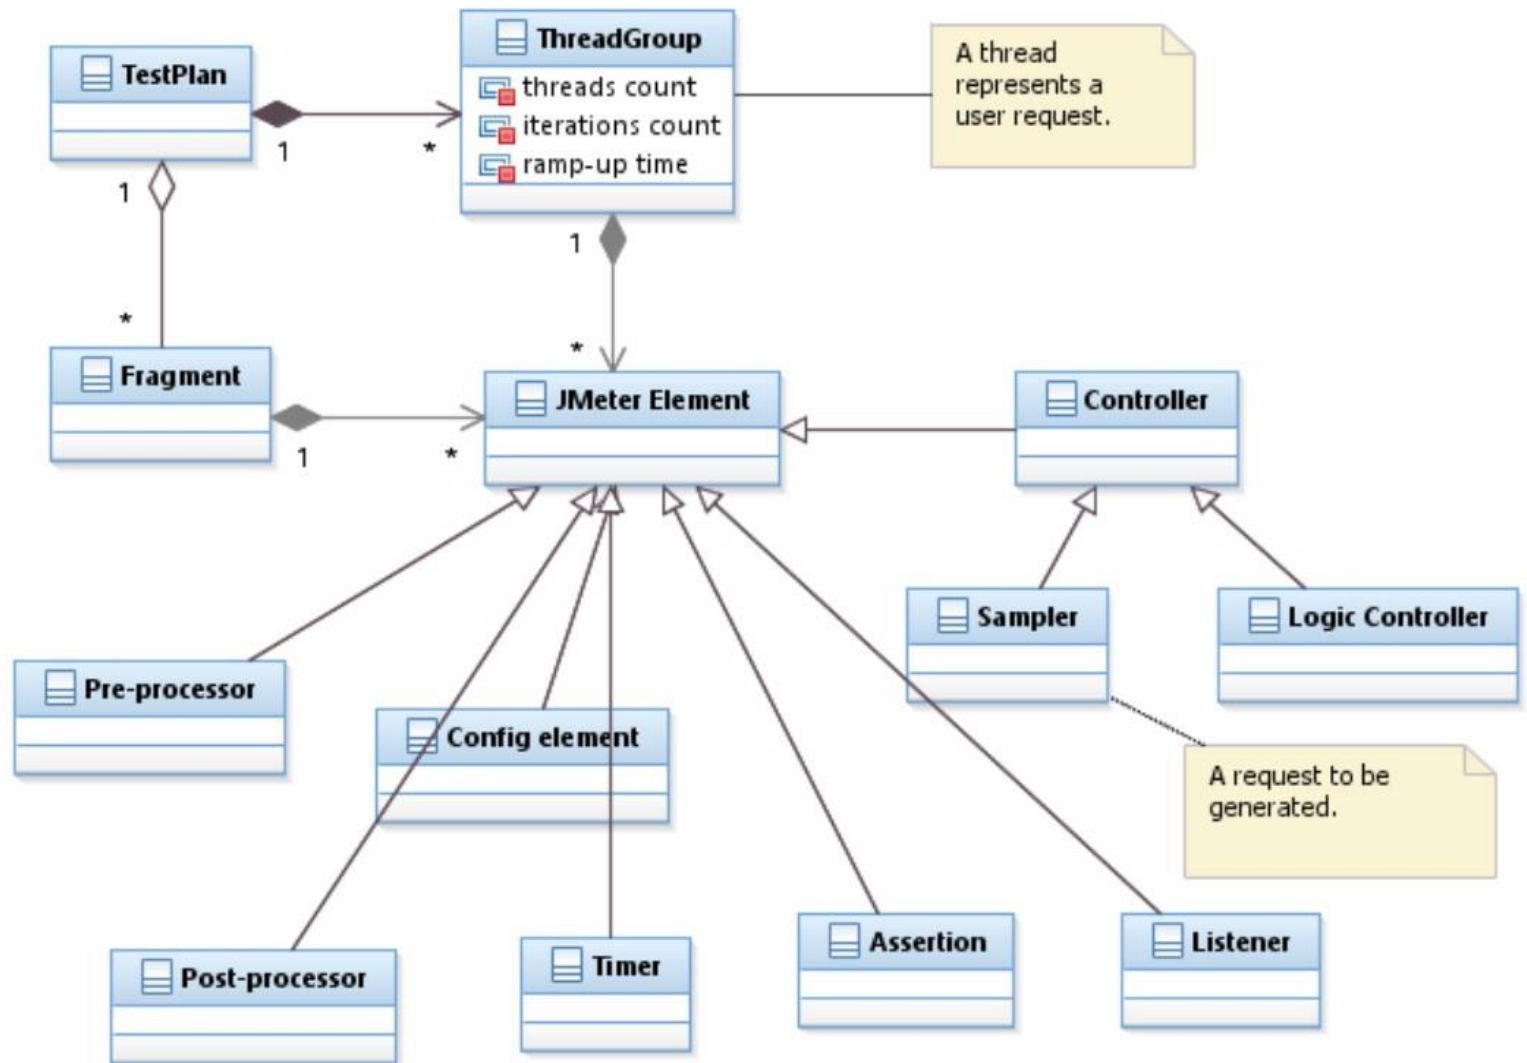 TestPlan
ThreadGroup
threads count
iterations count
ramp-up time
A thread
represents a
user request.
1
*
1
*
1
*
Fragment
1
*
JMeter Element
Controller
Sampler
Logic Controller
Pre-processor
Config element
A request to be
generated.
Post-processor
Timer
Assertion
Listener